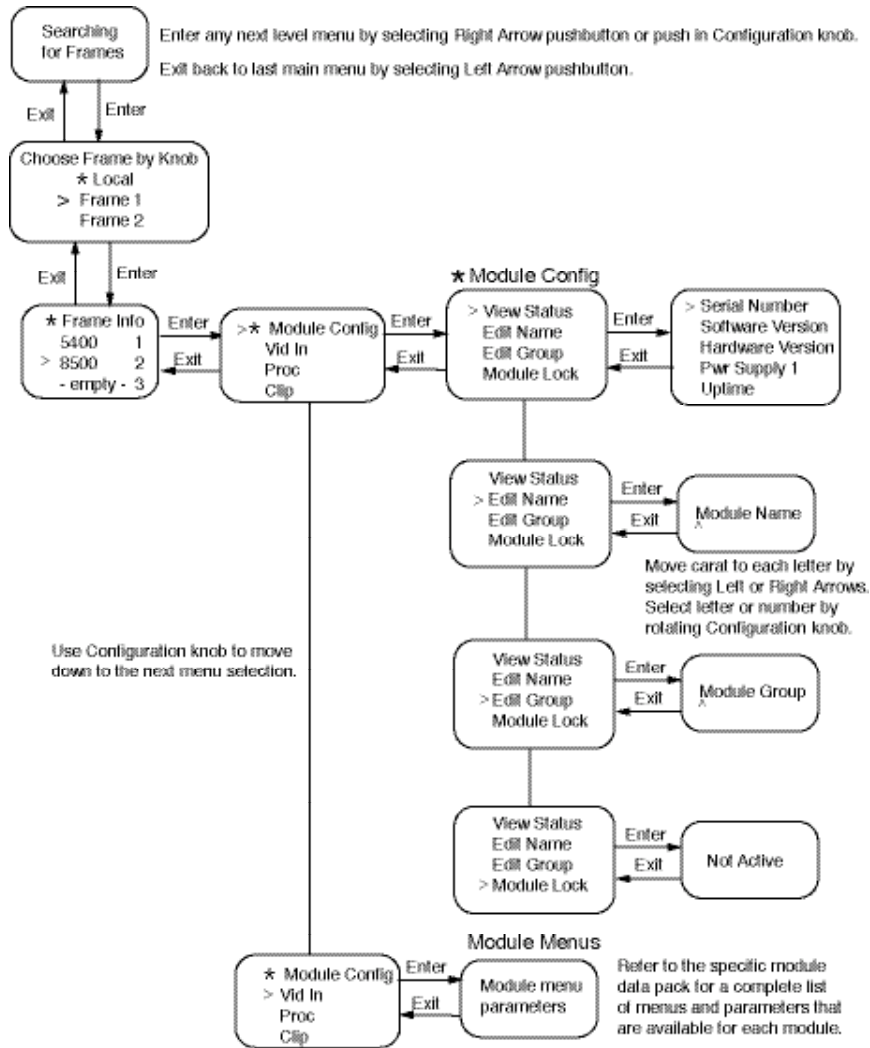 Searching
for Frames
Enter any next level menu by selecting Right Arrow pushbutton or push in Configuration knob.
Exit back to last main menu by selecting Left Arrow pushbutton.
Exit
Enter
Choose Frame by Knob
* Local
> Frame 1
Frame 2
Exit
Enter
* Frame Info
5400 1
> 8500 2
- empty - 3
Enter
Exit
>* Module Config
Vid In
Proc
Clip
Enter
Exit
* Module Config
> View Status
Edit Name
Edit Group
Module Lock
Enter
Exit
> Serial Number
Software Version
Hardware Version
Pwr Supply 1
Uptime
View Status
> Edit Name
Edit Group
Module Lock
Enter
Exit
Module Name
^
Move carat to each letter by
selecting Left or Right Arrows.
Select letter or number by
rotating Configuration knob.
Use Configuration knob to move
down to the next menu selection.
View Status
Edit Name
> Edit Group
Module Lock
Enter
Exit
Module Group
^
View Status
Edit Name
Edit Group
> Module Lock
Enter
Exit
Not Active
* Module Config
> Vid In
Proc
Clip
Enter
Exit
Module Menus
Module menu
parameters
Refer to the specific module
data pack for a complete list
of menus and parameters that
are available for each module.